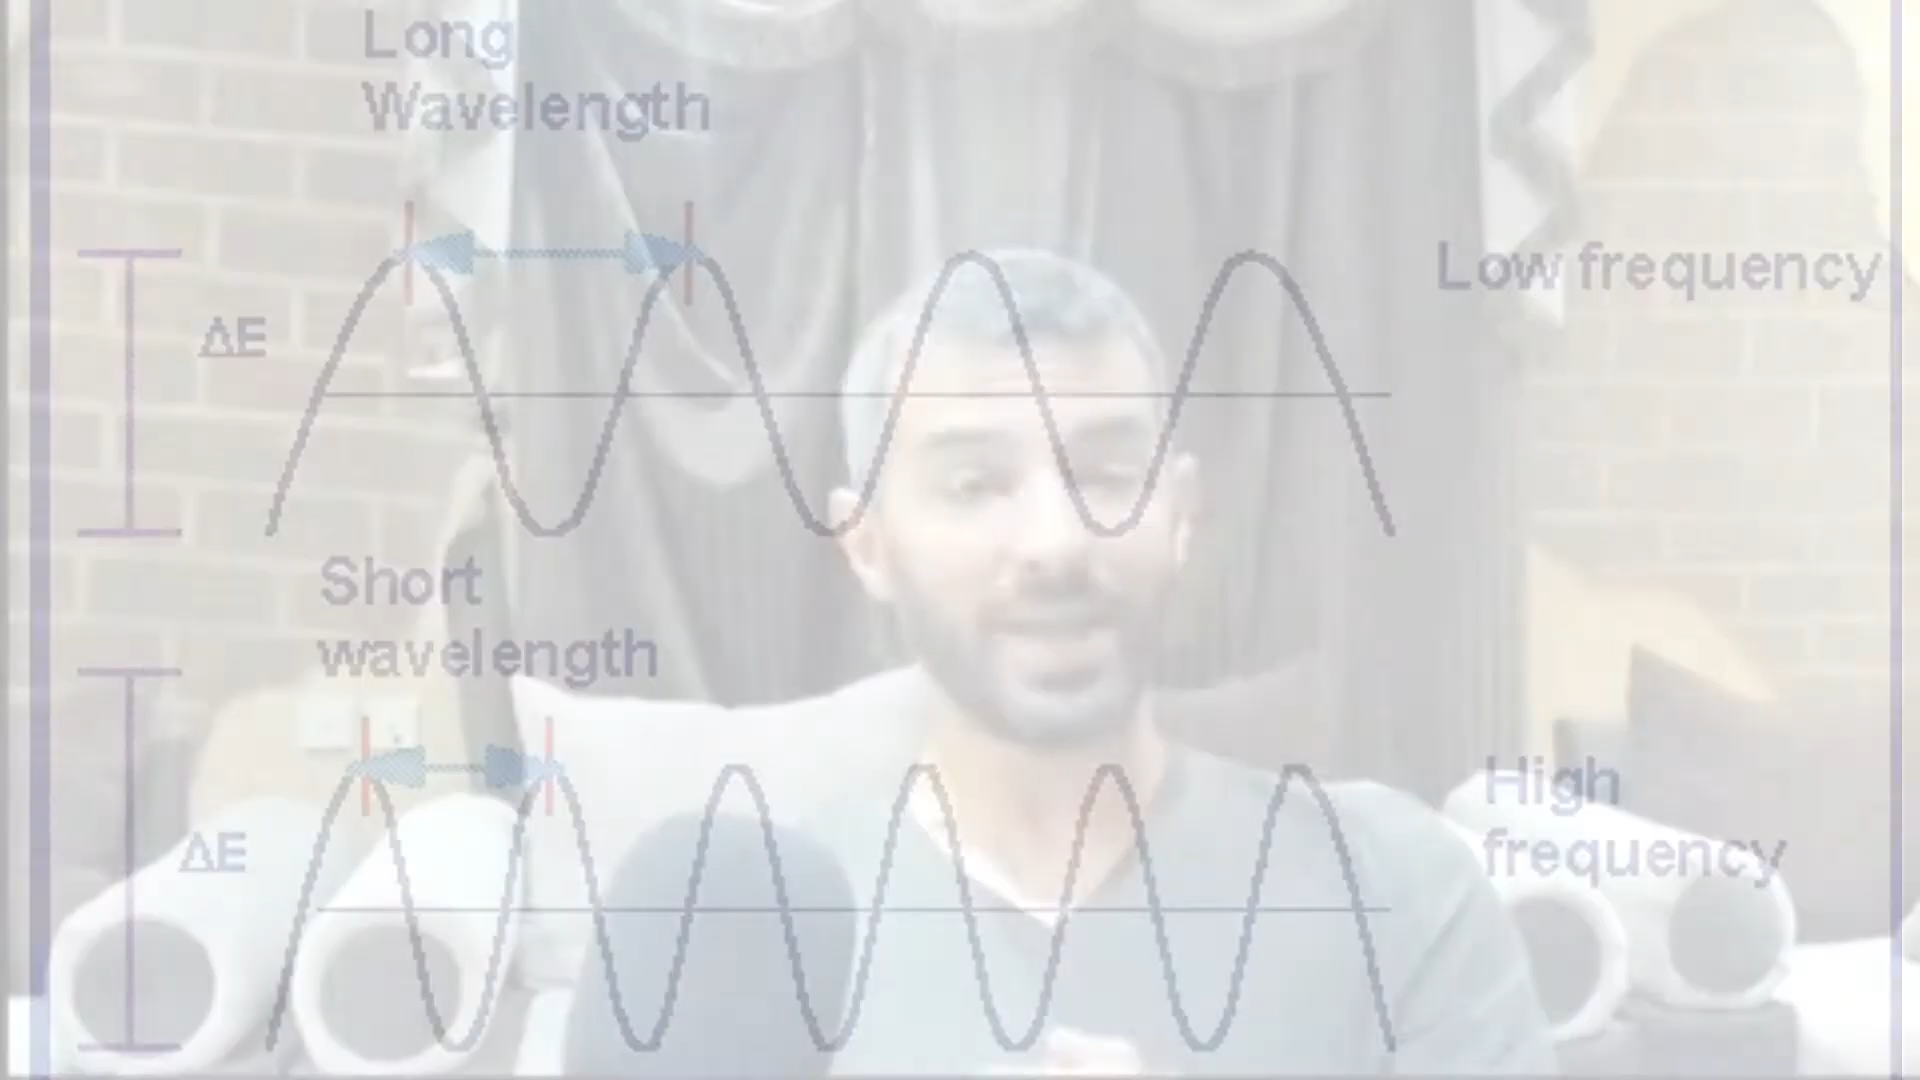 Long
Wavelength
Low frequency
ΔE
Short
wavelength
High
frequency
ΔE